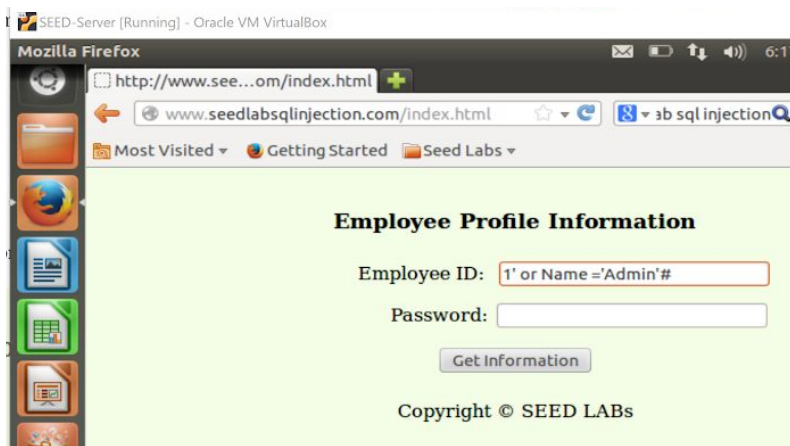 SEED-Server [Running] - Oracle VM VirtualBox
Mozilla Firefox
http://www.see...om/index.html
www.seedlabsqlinjection.com/index.html
ab sql injection
Most Visited
Getting Started
Seed Labs
Employee Profile Information
Employee ID: 1' or Name ='Admin'#
Password:
Get Information
Copyright © SEED LABs